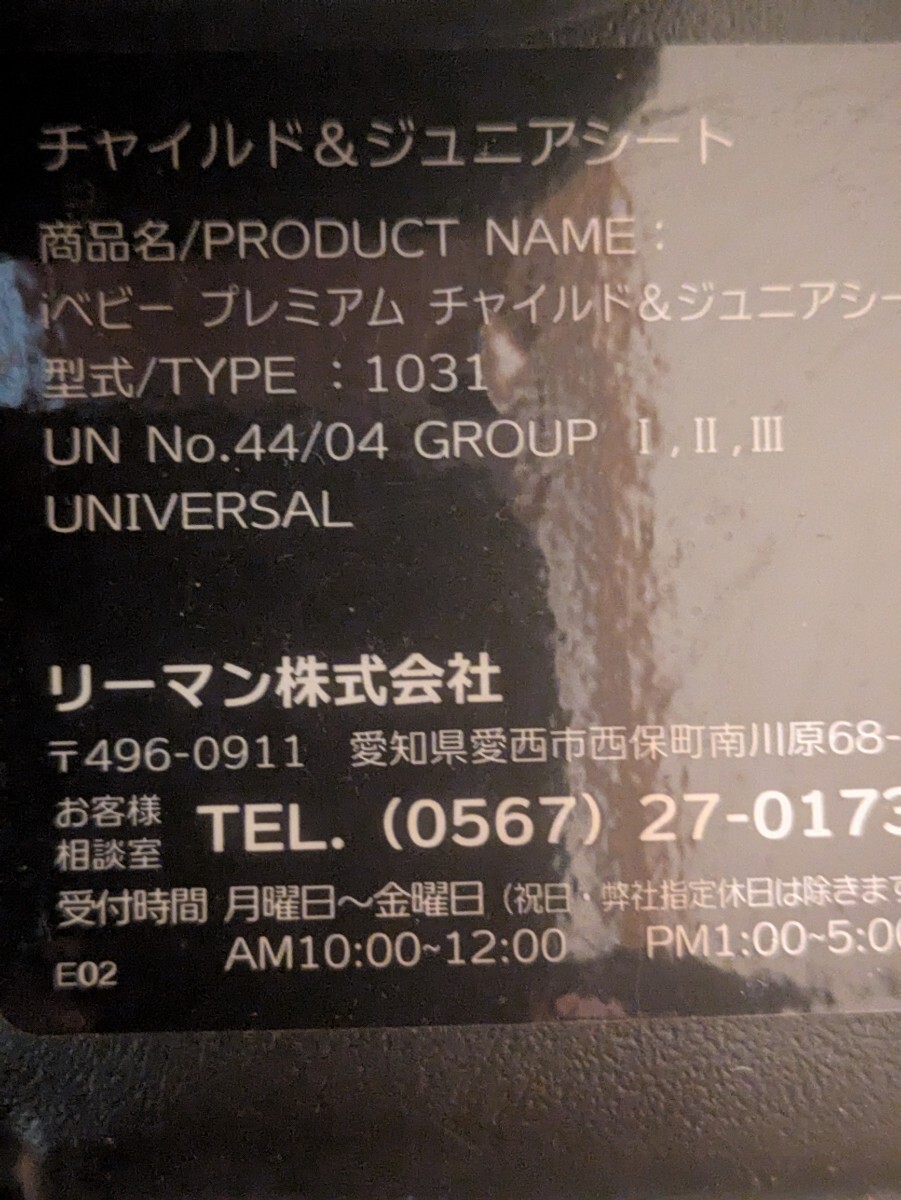 チャイルド&ジュニアシート
商品名/PRODUCT NAME :
iベビー プレミアム チャイルド&ジュニアシー
型式/TYPE : 1031
UN No.44/04 GROUP Ⅰ,Ⅱ,Ⅲ
UNIVERSAL
リーマン株式会社
〒496-0911 愛知県愛西市西保町南川原68-
お客様
相談室 TEL. (0567) 27-0173
受付時間 月曜日~金曜日 (祝日・弊社指定休日は除きます
AM10:00~12:00 PM1:00~5:00
E02